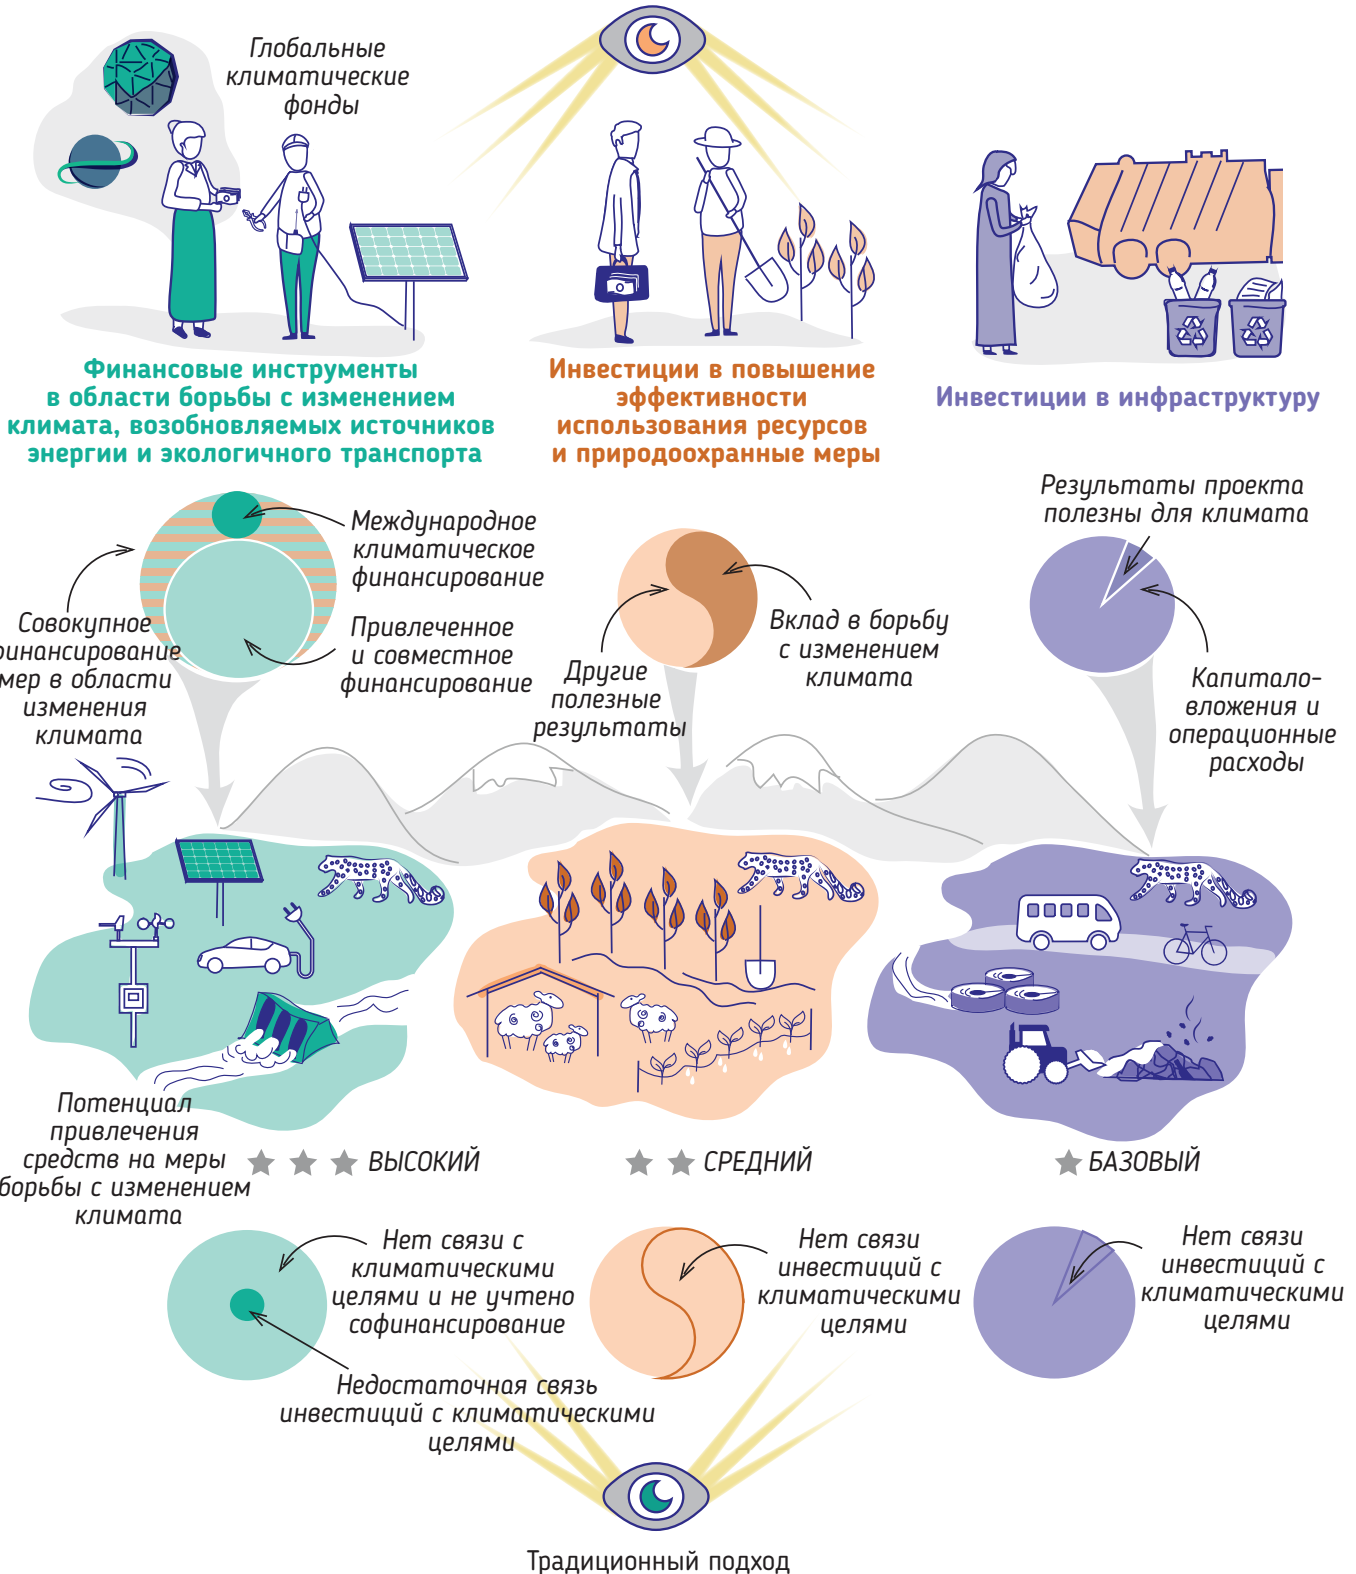 Глобальные
климатические
фонды
Финансовые инструменты
в области борьбы с изменением
климата, возобновляемых источников
энергии и экологичного транспорта
Инвестиции в повышение
эффективности
использования ресурсов
и природоохранные меры
Инвестиции в инфраструктуру
Международное
климатическое
финансирование
Совокупное
финансирование
мер в области
изменения
климата
Привлеченное
и совместное
финансирование
Другие
полезные
результаты
Вклад в борьбу
с изменением
климата
Результаты проекта
полезны для климата
Капитало-
вложения и
операционные
расходы
Потенциал
привлечения
средств на меры
борьбы с изменением
климата
ВЫСОКИЙ
СРЕДНИЙ
БАЗОВЫЙ
Нет связи с
климатическими
целями и не учтено
софинансирование
Недостаточная связь
инвестиций с климатическими
целями
Нет связи
инвестиций с
климатическими
целями
Нет связи
инвестиций с
климатическими
целями
Традиционный подход